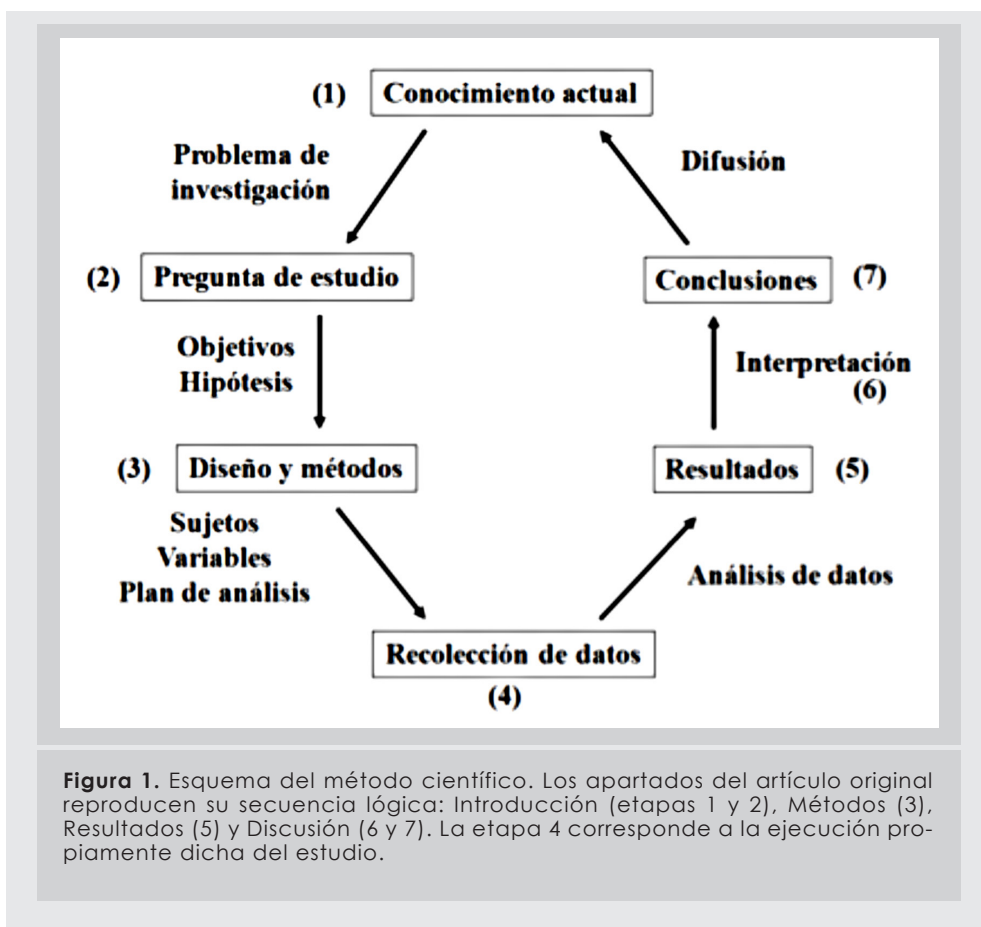 (1) Conocimiento actual
Problema de
investigación
Difusión
(2) Pregunta de estudio
Conclusiones (7)
Objetivos
Hipótesis
Interpretación
(6)
(3) Diseño y métodos
Resultados (5)
Sujetos
Variables
Plan de análisis
Análisis de datos
Recolección de datos
(4)
Figura 1. Esquema del método científico. Los apartados del artículo original
reproducen su secuencia lógica: Introducción (etapas 1 y 2), Métodos (3),
Resultados (5) y Discusión (6 y 7). La etapa 4 corresponde a la ejecución pro-
piamente dicha del estudio.